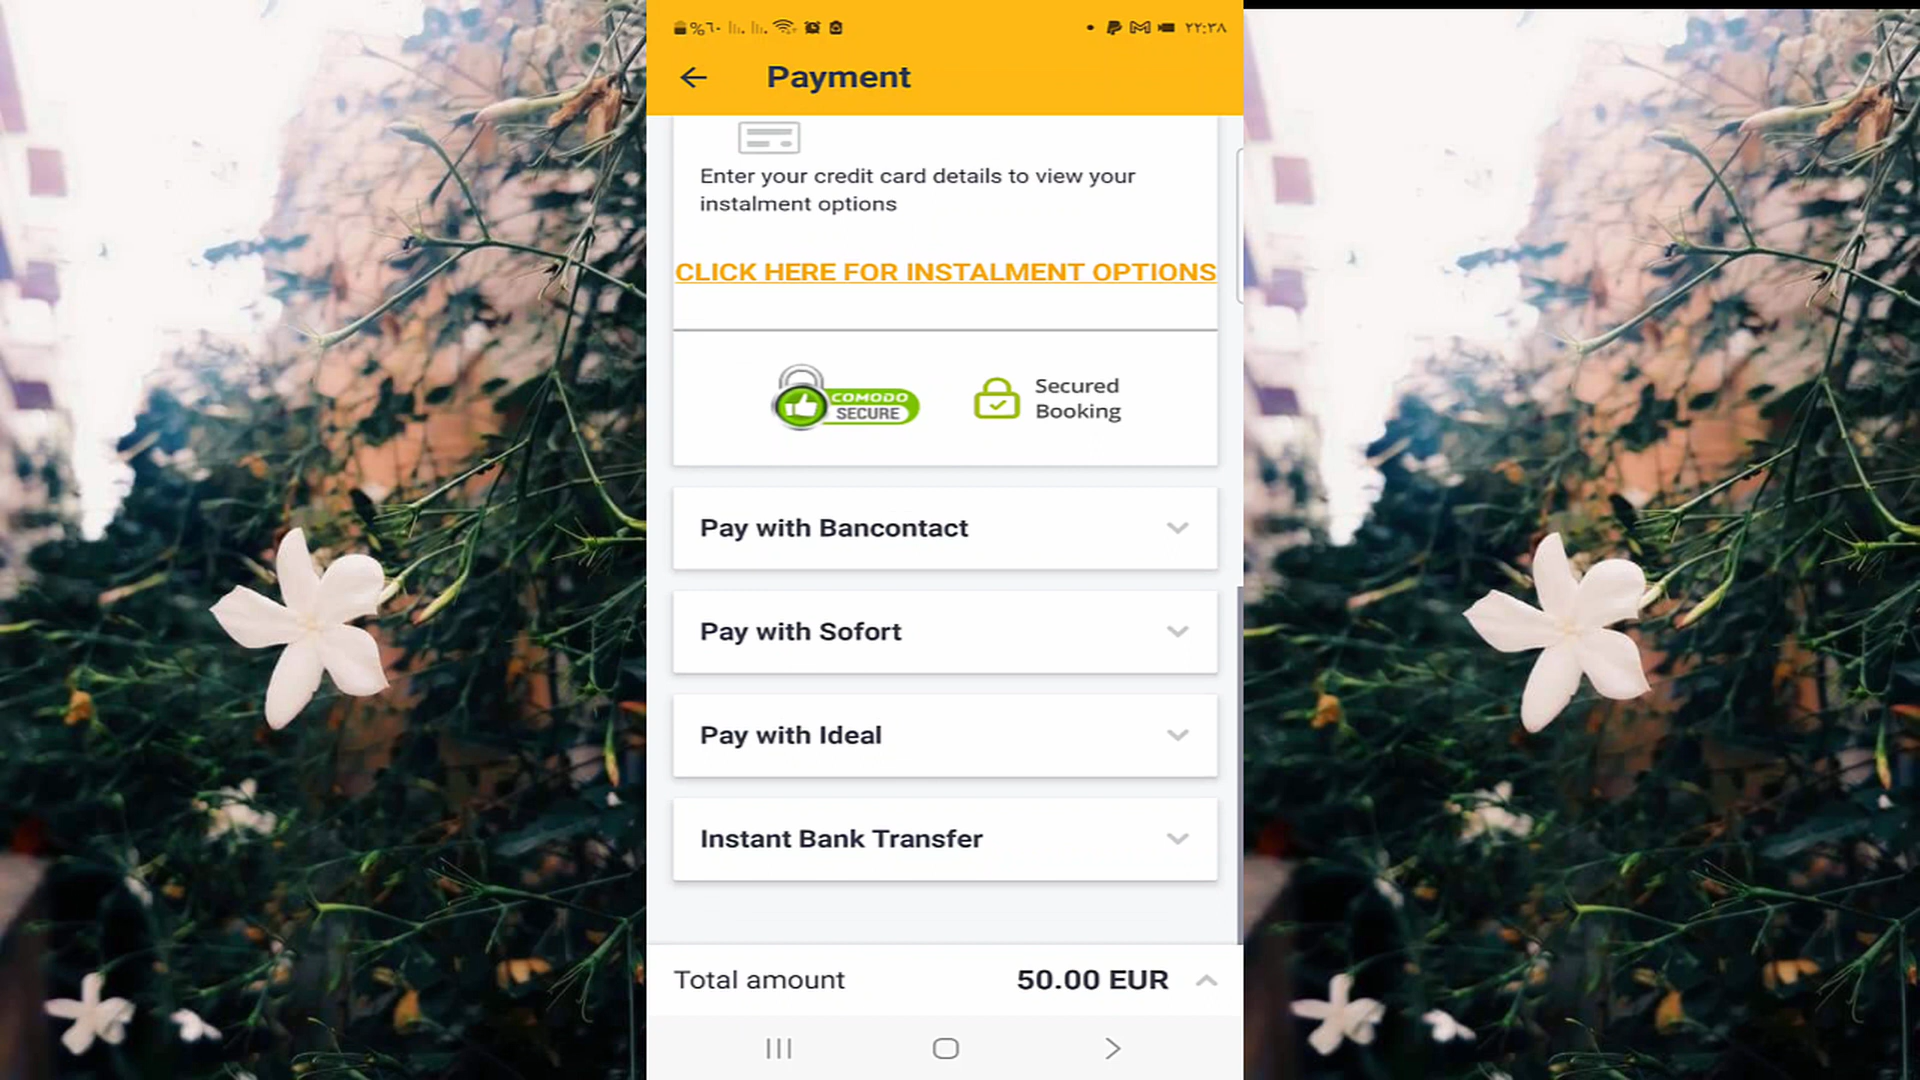 %٦٠ ٢٢:٣٨
Payment
Enter your credit card details to view your
instalment options
CLICK HERE FOR INSTALMENT OPTIONS
COMODO
SECURE
Secured
Booking
Pay with Bancontact
Pay with Sofort
Pay with Ideal
Instant Bank Transfer
Total amount 50.00 EUR